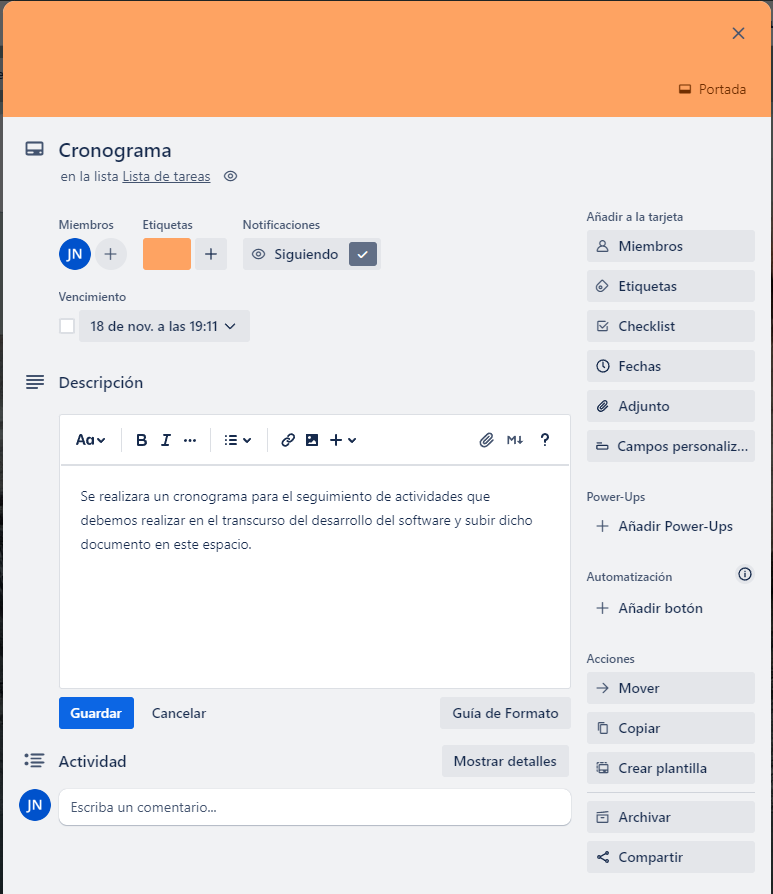 Portada
Cronograma
en la lista Lista de tareas
Miembros
Etiquetas
Notificaciones
JN
Siguiendo
Vencimiento
18 de nov. a las 19:11
Descripción
Aa
B I
M↓ ?
Se realizara un cronograma para el seguimiento de actividades que
debemos realizar en el transcurso del desarrollo del software y subir dicho
documento en este espacio.
Guardar
Cancelar
Guía de Formato
Actividad
Mostrar detalles
JN
Escriba un comentario...
Añadir a la tarjeta
Miembros
Etiquetas
Checklist
Fechas
Adjunto
Campos personaliz...
Power-Ups
Añadir Power-Ups
Automatización
Añadir botón
Acciones
Mover
Copiar
Crear plantilla
Archivar
Compartir